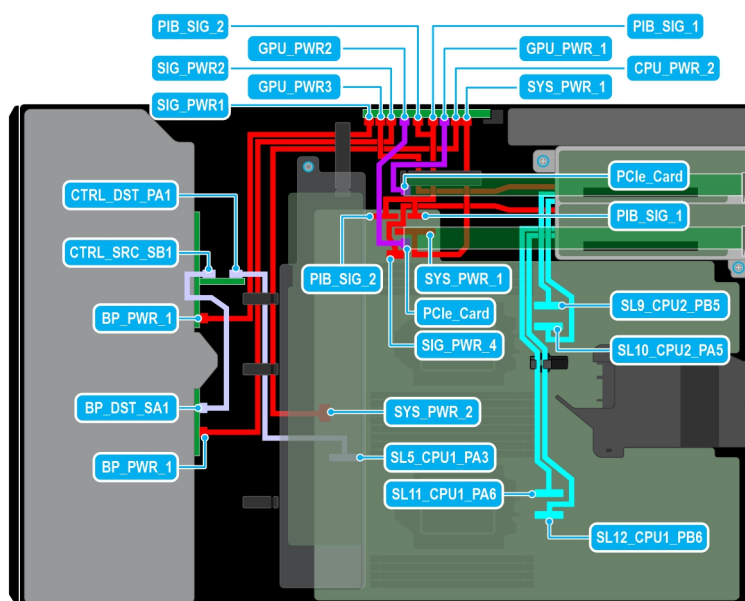 PIB_SIG_2
PIB_SIG_1
GPU_PWR2
GPU_PWR_1
SIG_PWR2
CPU_PWR_2
GPU_PWR3
SYS_PWR_1
SIG_PWR1
PCIe_Card
CTRL_DST_PA1
PIB_SIG_1
CTRL_SRC_SB1
PIB_SIG_2
SYS_PWR_1
SL9_CPU2_PB5
BP_PWR_1
PCIe_Card
SIG_PWR_4
SL10_CPU2_PA5
BP_DST_SA1
SYS_PWR_2
BP_PWR_1
SL5_CPU1_PA3
SL11_CPU1_PA6
SL12_CPU1_PB6